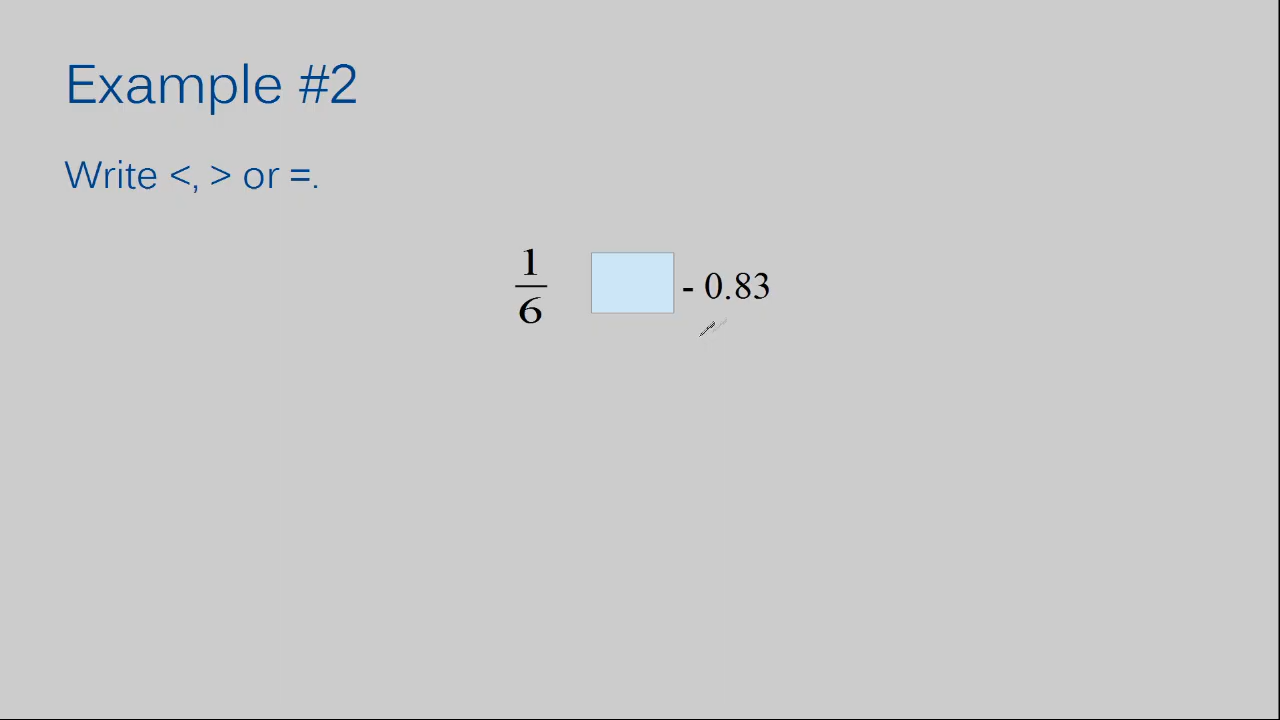 Example #2
Write <, > or =.
1
6
- 0.83